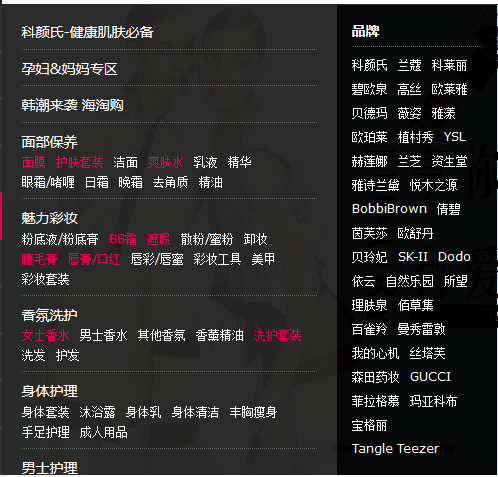 科颜氏-健康肌肤必备
孕妇&妈妈专区
韩潮来袭 海淘购
面部保养
面膜 护肤套装 洁面 爽肤水 乳液 精华
眼霜/啫喱 日霜 晚霜 去角质 精油
魅力彩妆
粉底液/粉底膏 BB霜 遮瑕 散粉/蜜粉 卸妆
睫毛膏 唇膏/口红 唇彩/唇蜜 彩妆工具 美甲
彩妆套装
香氛洗护
女士香水 男士香水 其他香氛 香薰精油 洗护套装
洗发 护发
身体护理
身体套装 沐浴露 身体乳 身体清洁 丰胸瘦身
手足护理 成人用品
男士护理
品牌
科颜氏 兰蔻 科莱丽
碧欧泉 高丝 欧莱雅
贝德玛 薇姿 雅漾
欧珀莱 植村秀 YSL
赫莲娜 兰芝 资生堂
雅诗兰黛 悦木之源
BobbiBrown 倩碧
茵芙莎 欧舒丹
贝玲妃 SK-II Dodo
依云 自然乐园 所望
理肤泉 佰草集
百雀羚 曼秀雷敦
我的心机 丝塔芙
森田药妆 GUCCI
菲拉格慕 玛亚科布
宝格丽
Tangle Teezer